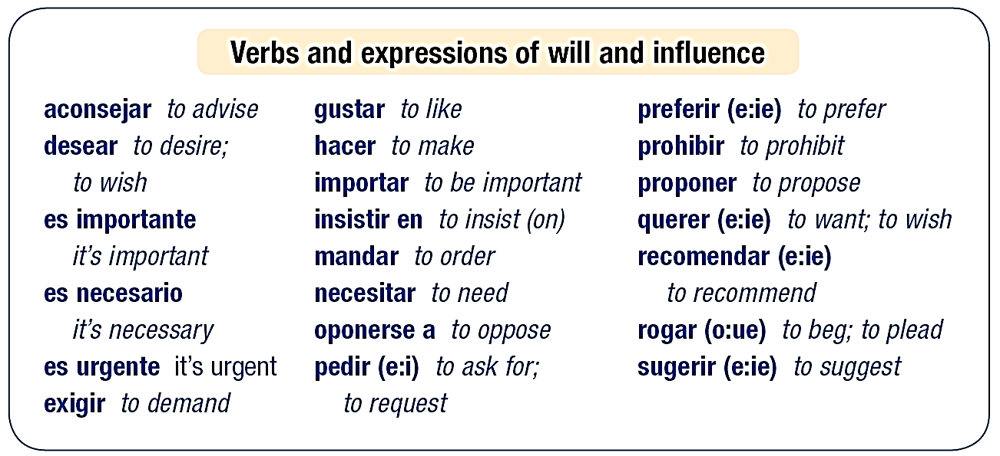 Verbs and expressions of will and influence
aconsejar to advise
desear to desire;
to wish
es importante
it's important
es necesario
it's necessary
es urgente it's urgent
exigir to demand
gustar to like
hacer to make
importar to be important
insistir en to insist (on)
mandar to order
necesitar to need
oponerse a to oppose
pedir (e:i) to ask for;
to request
preferir (e:ie) to prefer
prohibir to prohibit
proponer to propose
querer (e:ie) to want; to wish
recomendar (e:ie)
to recommend
rogar (o:ue) to beg; to plead
sugerir (e:ie) to suggest